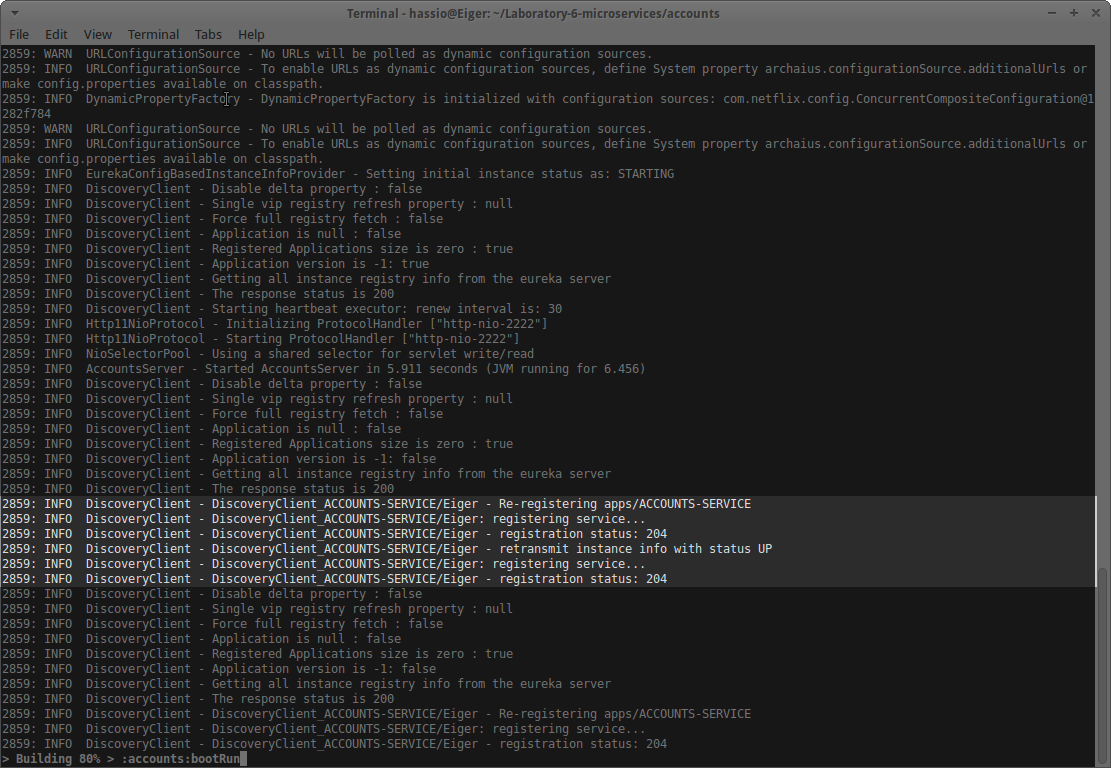 Terminal - hassio@Eiger: ~/Laboratory-6-microservices/accounts
File Edit View Terminal Tabs Help
2859: WARN  URLConfigurationSource - No URLs will be polled as dynamic configuration sources.
2859: INFO  URLConfigurationSource - To enable URLs as dynamic configuration sources, define System property archaius.configurationSource.additionalUrls or
make config.properties available on classpath.
2859: INFO  DynamicPropertyFactory - DynamicPropertyFactory is initialized with configuration sources: com.netflix.config.ConcurrentCompositeConfiguration@1
282f784
2859: WARN  URLConfigurationSource - No URLs will be polled as dynamic configuration sources.
2859: INFO  URLConfigurationSource - To enable URLs as dynamic configuration sources, define System property archaius.configurationSource.additionalUrls or
make config.properties available on classpath.
2859: INFO  EurekaConfigBasedInstanceInfoProvider - Setting initial instance status as: STARTING
2859: INFO  DiscoveryClient - Disable delta property : false
2859: INFO  DiscoveryClient - Single vip registry refresh property : null
2859: INFO  DiscoveryClient - Force full registry fetch : false
2859: INFO  DiscoveryClient - Application is null : false
2859: INFO  DiscoveryClient - Registered Applications size is zero : true
2859: INFO  DiscoveryClient - Application version is -1: true
2859: INFO  DiscoveryClient - Getting all instance registry info from the eureka server
2859: INFO  DiscoveryClient - The response status is 200
2859: INFO  DiscoveryClient - Starting heartbeat executor: renew interval is: 30
2859: INFO  Http11NioProtocol - Initializing ProtocolHandler ["http-nio-2222"]
2859: INFO  Http11NioProtocol - Starting ProtocolHandler ["http-nio-2222"]
2859: INFO  NioSelectorPool - Using a shared selector for servlet write/read
2859: INFO  AccountsServer - Started AccountsServer in 5.911 seconds (JVM running for 6.456)
2859: INFO  DiscoveryClient - Disable delta property : false
2859: INFO  DiscoveryClient - Single vip registry refresh property : null
2859: INFO  DiscoveryClient - Force full registry fetch : false
2859: INFO  DiscoveryClient - Application is null : false
2859: INFO  DiscoveryClient - Registered Applications size is zero : true
2859: INFO  DiscoveryClient - Application version is -1: false
2859: INFO  DiscoveryClient - Getting all instance registry info from the eureka server
2859: INFO  DiscoveryClient - The response status is 200
2859: INFO  DiscoveryClient - DiscoveryClient_ACCOUNTS-SERVICE/Eiger - Re-registering apps/ACCOUNTS-SERVICE
2859: INFO  DiscoveryClient - DiscoveryClient_ACCOUNTS-SERVICE/Eiger: registering service...
2859: INFO  DiscoveryClient - DiscoveryClient_ACCOUNTS-SERVICE/Eiger - registration status: 204
2859: INFO  DiscoveryClient - DiscoveryClient_ACCOUNTS-SERVICE/Eiger - retransmit instance info with status UP
2859: INFO  DiscoveryClient - DiscoveryClient_ACCOUNTS-SERVICE/Eiger: registering service...
2859: INFO  DiscoveryClient - DiscoveryClient_ACCOUNTS-SERVICE/Eiger - registration status: 204
2859: INFO  DiscoveryClient - Disable delta property : false
2859: INFO  DiscoveryClient - Single vip registry refresh property : null
2859: INFO  DiscoveryClient - Force full registry fetch : false
2859: INFO  DiscoveryClient - Application is null : false
2859: INFO  DiscoveryClient - Registered Applications size is zero : true
2859: INFO  DiscoveryClient - Application version is -1: false
2859: INFO  DiscoveryClient - Getting all instance registry info from the eureka server
2859: INFO  DiscoveryClient - The response status is 200
2859: INFO  DiscoveryClient - DiscoveryClient_ACCOUNTS-SERVICE/Eiger - Re-registering apps/ACCOUNTS-SERVICE
2859: INFO  DiscoveryClient - DiscoveryClient_ACCOUNTS-SERVICE/Eiger: registering service...
2859: INFO  DiscoveryClient - DiscoveryClient_ACCOUNTS-SERVICE/Eiger - registration status: 204
> Building 80% > :accounts:bootRun